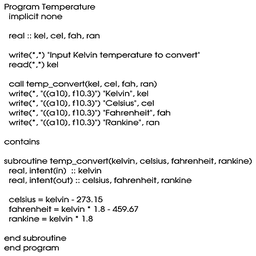 Program Temperature
implicit none
real :: kel, cel, fah, ran
write(*,*) "Input Kelvin temperature to convert"
read(*,*) kel
call temp_convert(kel, cel, fah, ran)
write(*, "((a10), f10.3)") "Kelvin", kel
write(*, "((a10), f10.3)") "Celsius", cel
write(*, "((a10), f10.3)") "Fahrenheit", fah
write(*, "((a10), f10.3)") "Rankine", ran
contains
subroutine temp_convert(kelvin, celsius, fahrenheit, rankine)
real, intent(in) :: kelvin
real, intent(out) :: celsius, fahrenheit, rankine
celsius = kelvin - 273.15
fahrenheit = kelvin * 1.8 - 459.67
rankine = kelvin * 1.8
end subroutine
end program